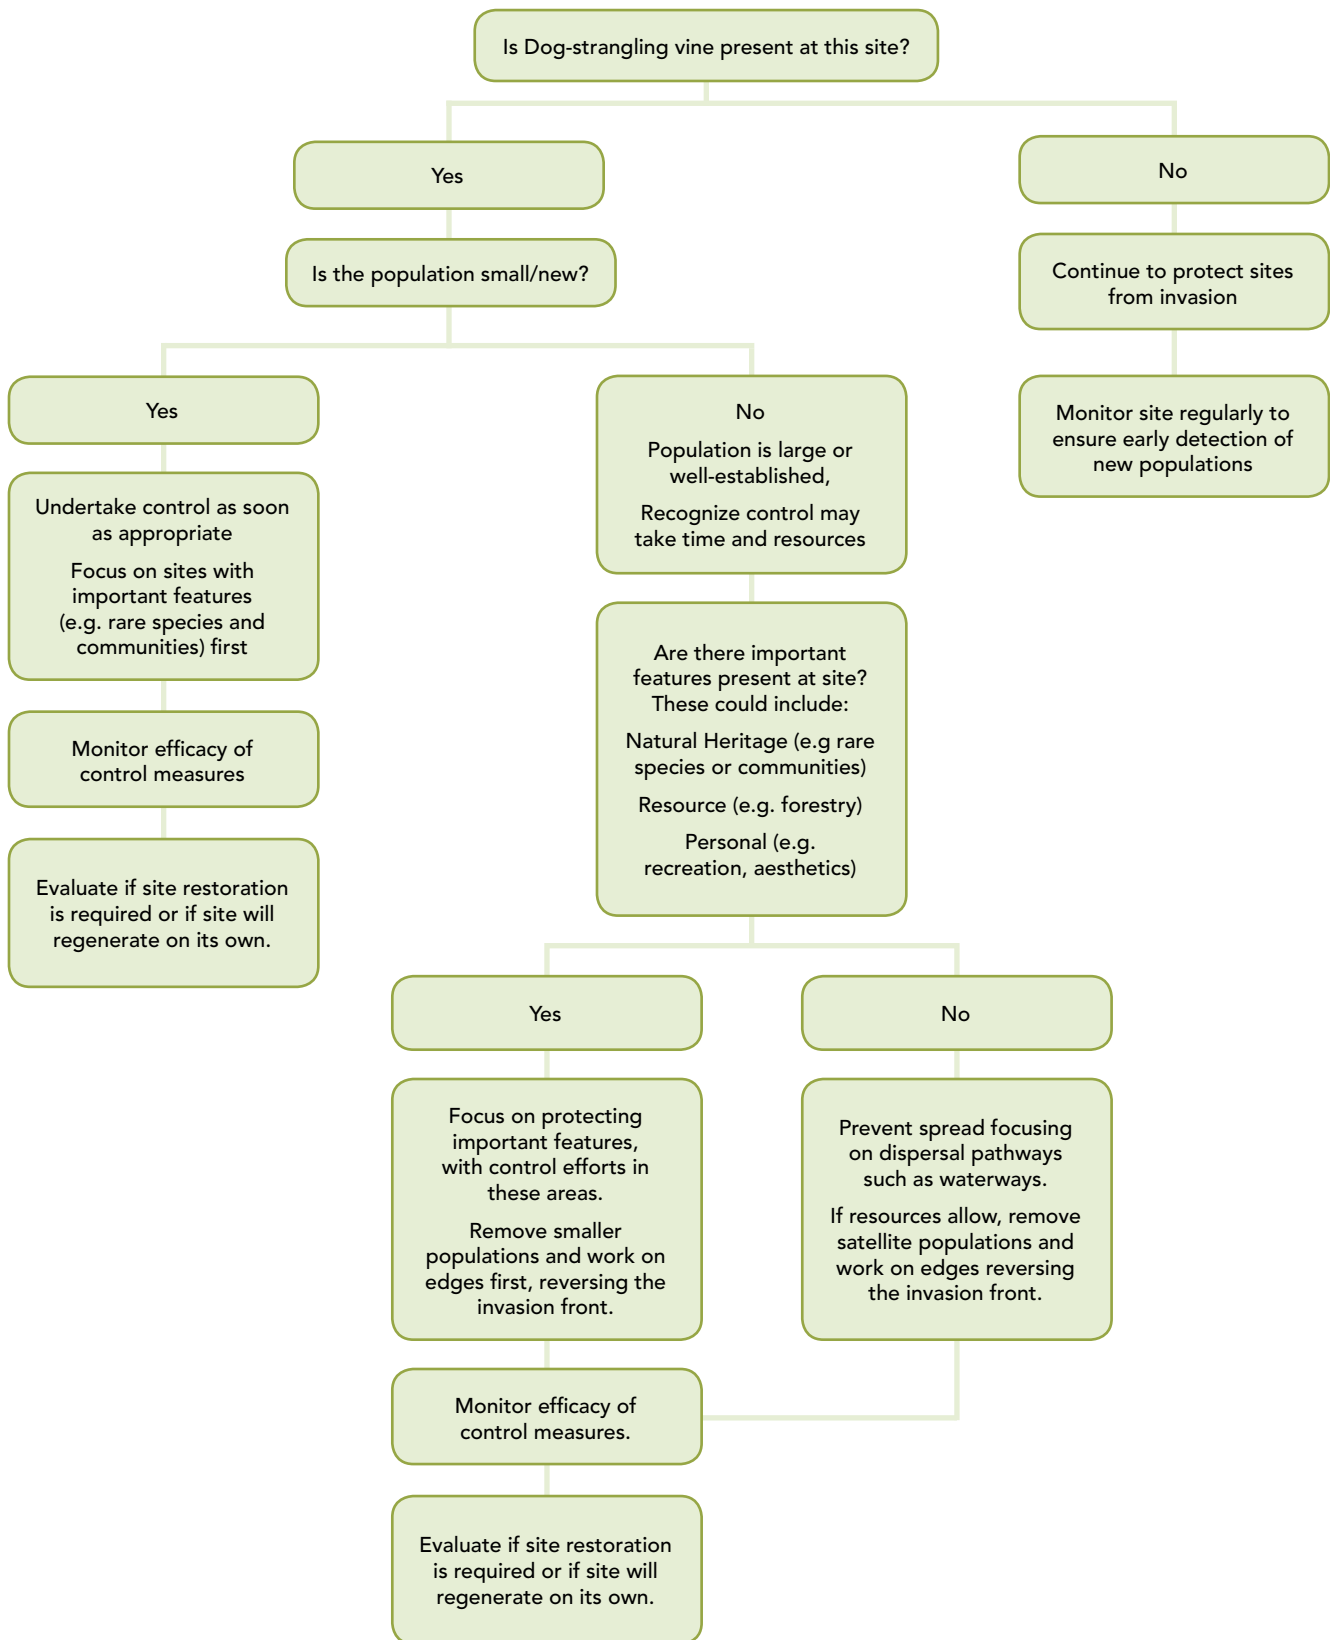 Is Dog-strangling vine present at this site?
Yes
No
Is the population small/new?
Continue to protect sites
from invasion
Monitor site regularly to
ensure early detection of
new populations
Yes
Undertake control as soon
as appropriate
Focus on sites with
important features
(e.g. rare species and
communities) first
Monitor efficacy of
control measures
Evaluate if site restoration
is required or if site will
regenerate on its own.
No
Population is large or
well-established,
Recognize control may
take time and resources
Are there important
features present at site?
These could include:
Natural Heritage (e.g rare
species or communities)
Resource (e.g. forestry)
Personal (e.g.
recreation, aesthetics)
Yes
Focus on protecting
important features,
with control efforts in
these areas.
Remove smaller
populations and work on
edges first, reversing the
invasion front.
No
Prevent spread focusing
on dispersal pathways
such as waterways.
If resources allow, remove
satellite populations and
work on edges reversing
the invasion front.
Monitor efficacy of
control measures.
Evaluate if site restoration
is required or if site will
regenerate on its own.